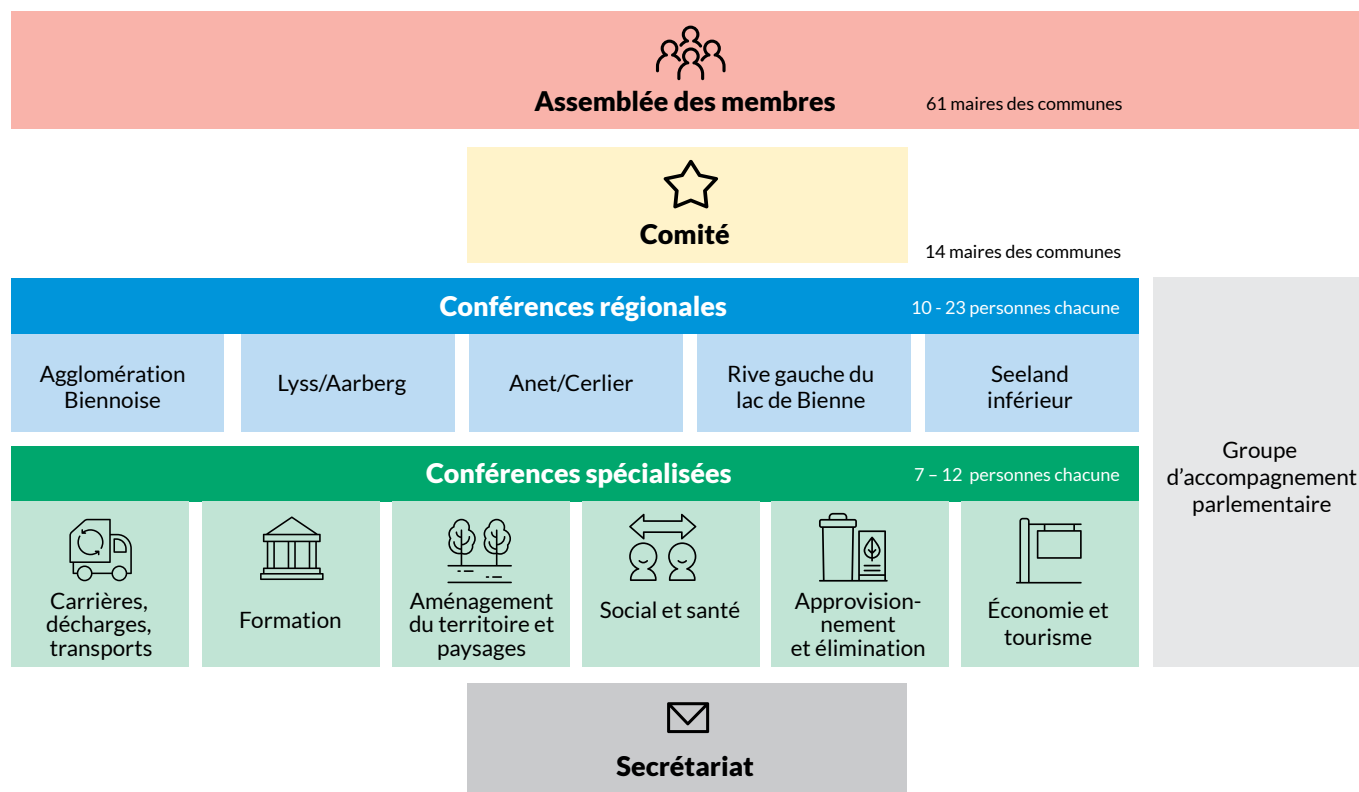 Assemblée des membres
61 maires des communes
Comité
14 maires des communes
Conférences régionales
10 - 23 personnes chacune
Agglomération
Biennoise
Lyss/Aarberg
Anet/Cerlier
Rive gauche du
lac de Bienne
Seeland
inférieur
Conférences spécialisées
7 – 12 personnes chacune
Carrières,
décharges,
transports
Formation
Aménagement
du territoire et
paysages
Social et santé
Approvision-
nement
et élimination
Économie et
tourisme
Groupe
d’accompagnement
parlementaire
Secrétariat